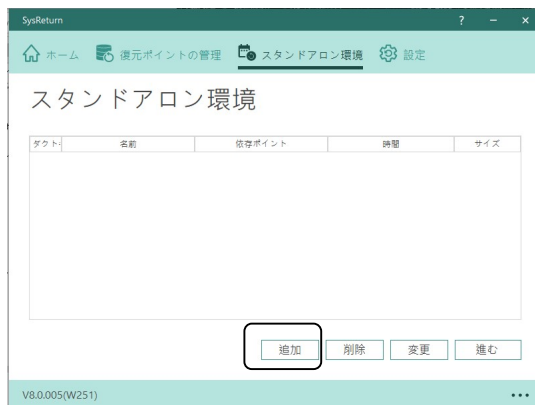 SysReturn
ホーム 復元ポイントの管理 スタンドアロン環境 設定
スタンドアロン環境
ダクト 名前 依存ポイント 時間 サイズ
追加 削除 変更 進む
V8.0.005(W251)